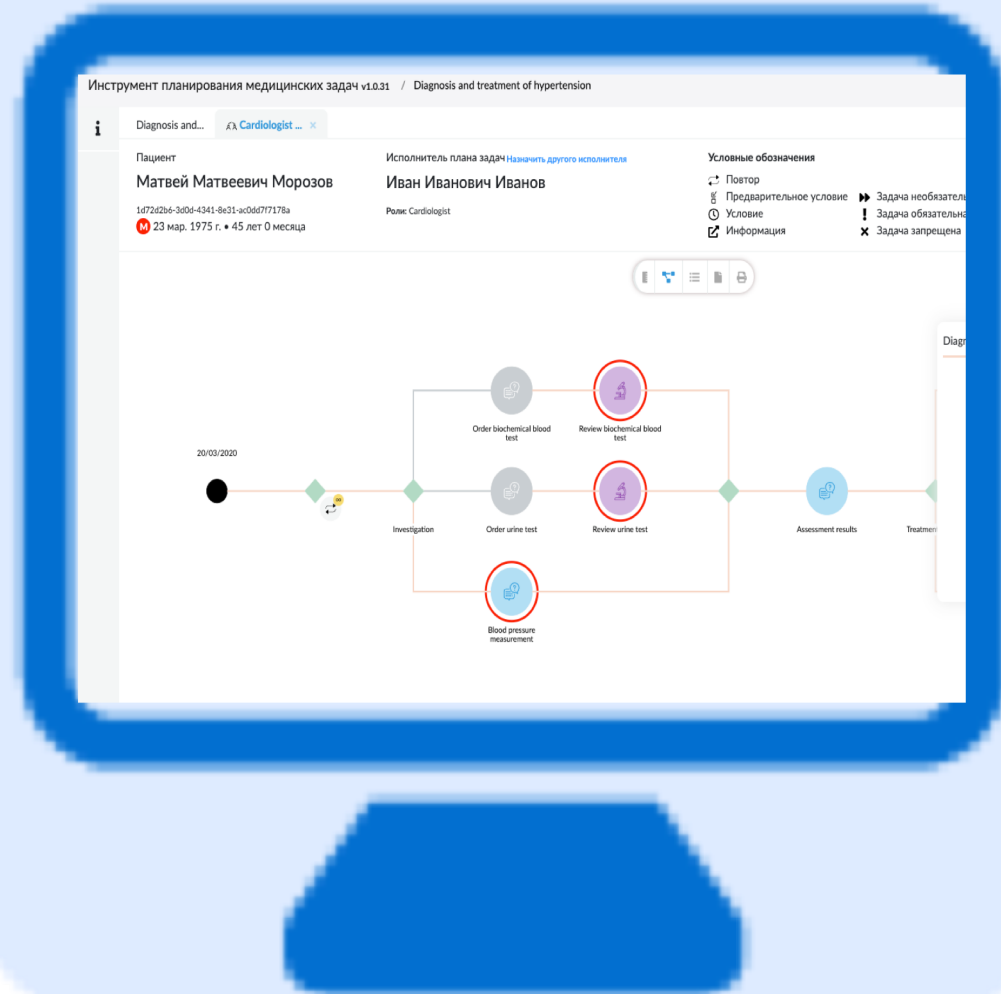 Инструмент планирования медицинских задач v1.0.31 / Diagnosis and treatment of hypertension
Diagnosis and...
Cardiologist ... ×
Пациент
Матвей Матвеевич Морозов
1d72d2b6-3d0d-4341-8e31-ac0dd7f7178a
М 23 мар. 1975 г. • 45 лет 0 месяца
Исполнитель плана задач Назначить другого исполнителя
Иван Иванович Иванов
Роли: Cardiologist
Условные обозначения
Повтор
Предварительное условие
Условие
Информация
Задача необязатель
Задача обязательна
Задача запрещена
Diagr
Order biochemical blood
test
Review biochemical blood
test
20/03/2020
∞
Investigation
Order urine test
Review urine test
Assessment results
Treatmen
Blood pressure
measurement